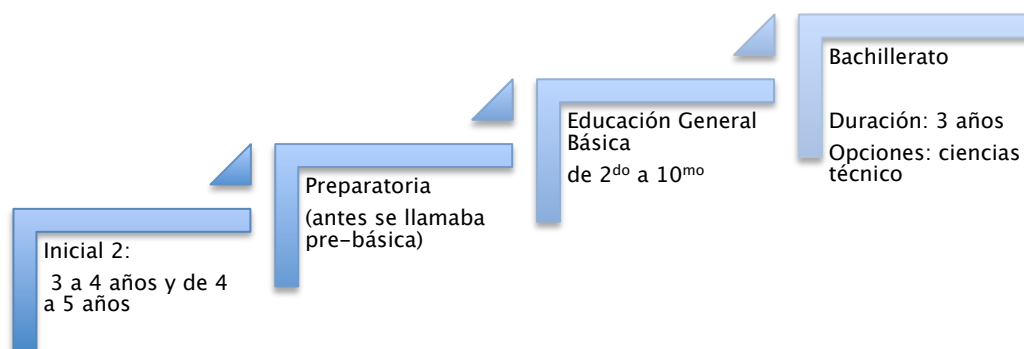 Inicial 2:
3 a 4 años y de 4
a 5 años
Preparatoria
(antes se llamaba
pre-básica)
Educación General
Básica
de 2do a 10mo
Bachillerato
Duración: 3 años
Opciones: ciencias
técnico